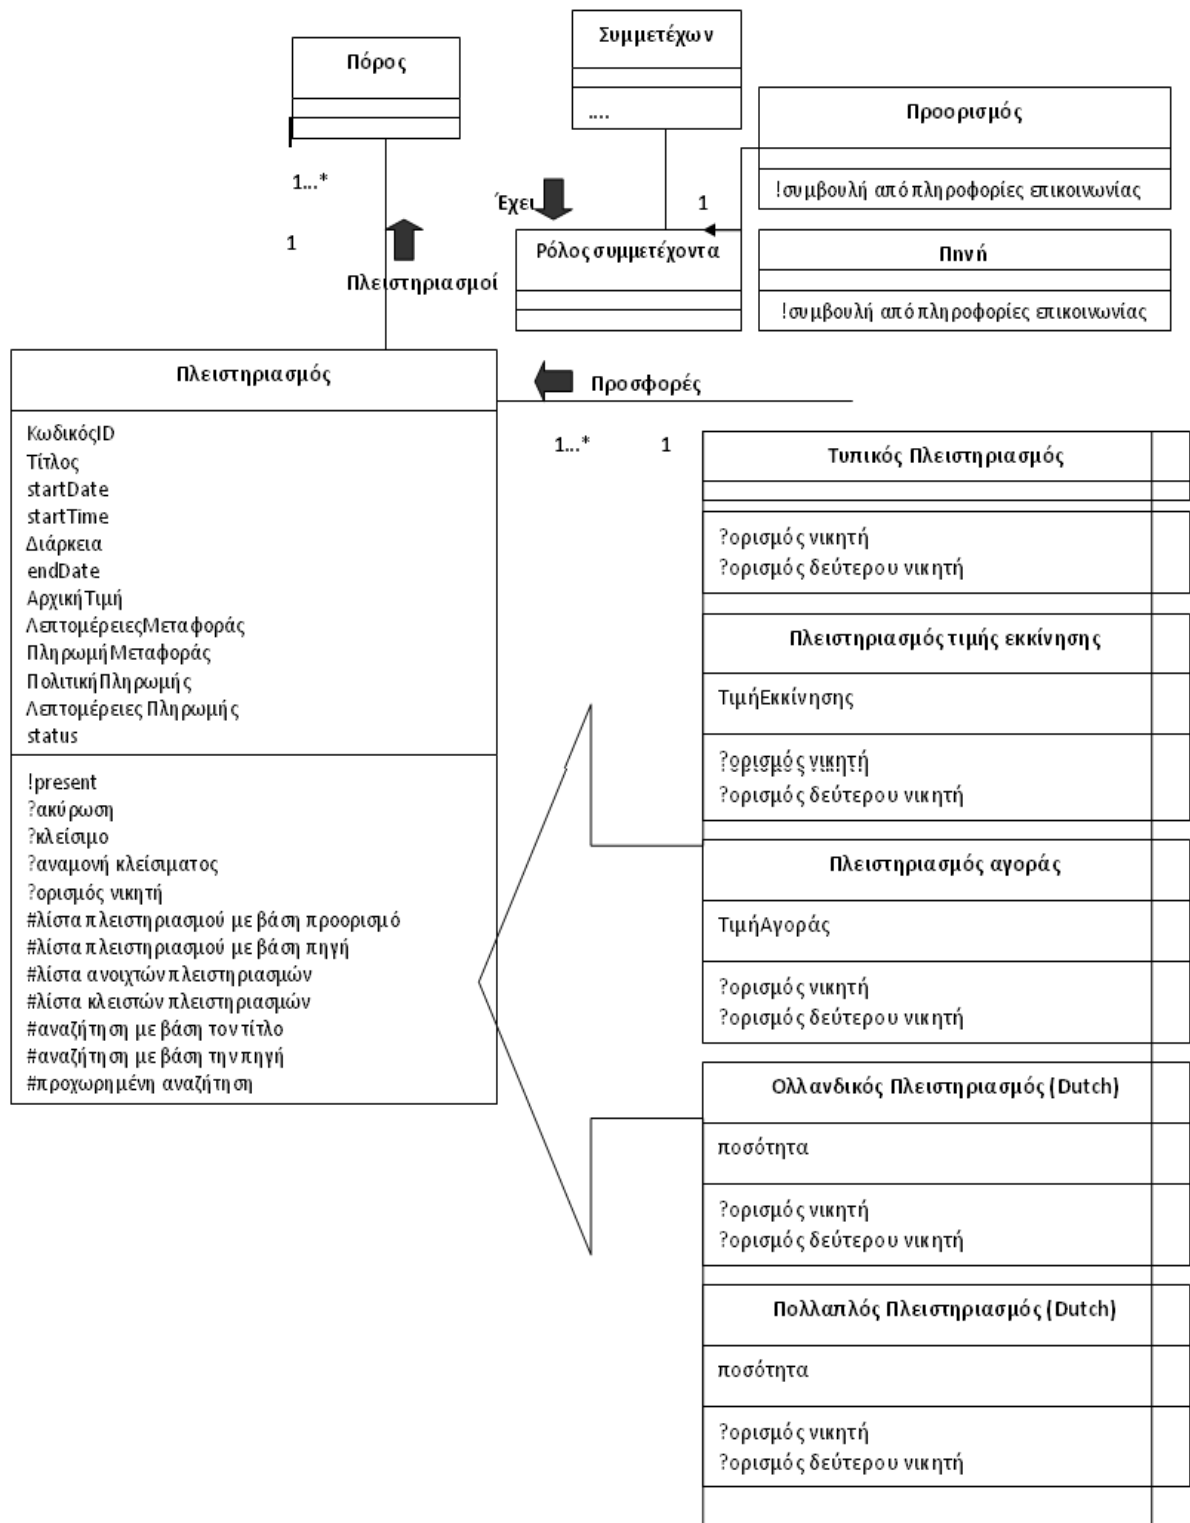 Πόρος
Συμμετέχων
....
Προορισμός
!συμβουλή από πληροφορίες επικοινωνίας
1...*
Έχει
1
1
Πλειστηριασμοί
Ρόλος συμμετέχοντα
Πηνή
!συμβουλή από πληροφορίες επικοινωνίας
Πλειστηριασμός
Προσφορές
1...*
1
ΚωδικόςID
Τίτλος
startDate
startTime
Διάρκεια
endDate
ΑρχικήΤιμή
ΛεπτομέρειεςΜεταφοράς
ΠληρωμήΜεταφοράς
ΠολιτικήΠληρωμής
Λεπτομέρειες Πληρωμής
status
!present
?ακύρωση
?κλείσιμο
?αναμονή κλείσιματος
?ορισμός νικητή
#λίστα πλειστηριασμού με βάση προορισμό
#λίστα πλειστηριασμού με βάση πηγή
#λίστα ανοιχτών πλειστηριασμών
#λίστα κλειστών πλειστηριασμών
#αναζήτηση με βάση τον τίτλο
#αναζήτηση με βάση την πηγή
#προχωρημένη αναζήτηση
Τυπικός Πλειστηριασμός
?ορισμός νικητή
?ορισμός δεύτερου νικητή
Πλειστηριασμός τιμής εκκίνησης
ΤιμήΕκκίνησης
?ορισμός νικητή
?ορισμός δεύτερου νικητή
Πλειστηριασμός αγοράς
ΤιμήΑγοράς
?ορισμός νικητή
?ορισμός δεύτερου νικητή
Ολλανδικός Πλειστηριασμός (Dutch)
ποσότητα
?ορισμός νικητή
?ορισμός δεύτερου νικητή
Πολλαπλός Πλειστηριασμός (Dutch)
ποσότητα
?ορισμός νικητή
?ορισμός δεύτερου νικητή